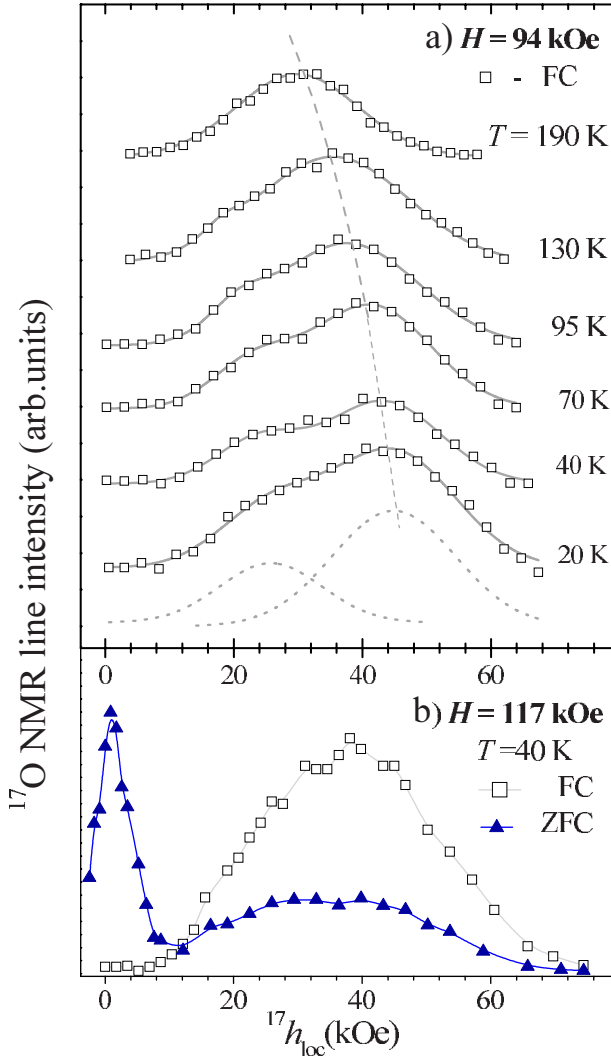 a) H = 94 kOe
- FC
T = 190 K
130 K
95 K
70 K
40 K
20 K
0 20 40 60
17O NMR line intensity (arb.units)
b) H = 117 kOe
T =40 K
FC
ZFC
0 20 40 60
17hloc(kOe)